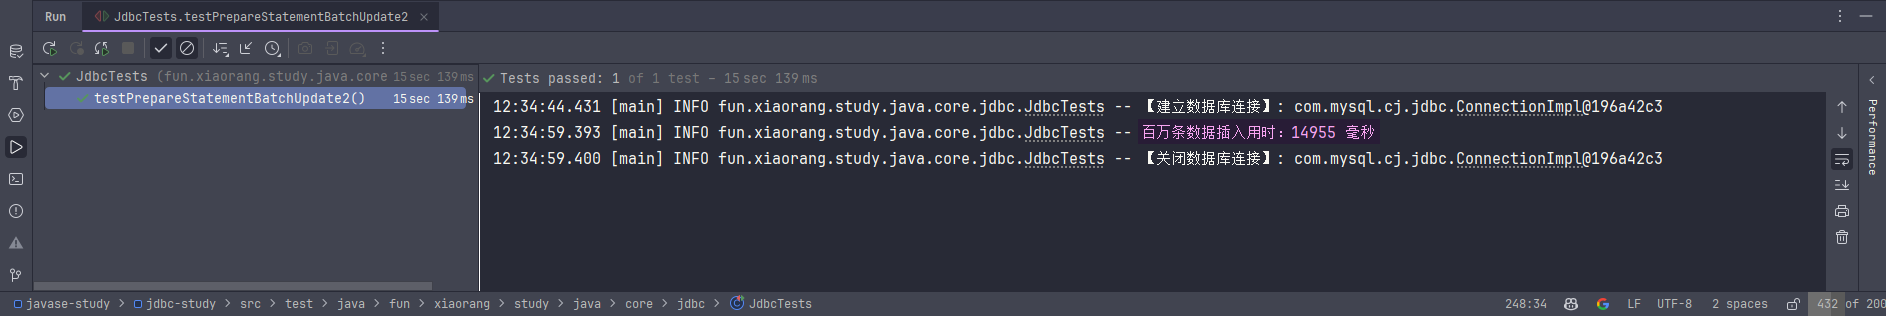 Run JdbcTests.testPrepareStatementBatchUpdate2
JdbcTests (fun.xiaorang.study.java.core 15 sec 139 ms
testPrepareStatementBatchUpdate2() 15 sec 139 ms
Tests passed: 1 of 1 test – 15 sec 139 ms
12:34:44.431 [main] INFO fun.xiaorang.study.java.core.jdbc.JdbcTests -- 【建立数据库连接】: com.mysql.cj.jdbc.ConnectionImpl@196a42c3
12:34:59.393 [main] INFO fun.xiaorang.study.java.core.jdbc.JdbcTests -- 百万条数据插入用时：14955 毫秒
12:34:59.400 [main] INFO fun.xiaorang.study.java.core.jdbc.JdbcTests -- 【关闭数据库连接】: com.mysql.cj.jdbc.ConnectionImpl@196a42c3
Performance
javase-study > jdbc-study > src > test > java > fun > xiaorang > study > java > core > jdbc > JdbcTests
248:34 LF UTF-8 2 spaces 432 of 200